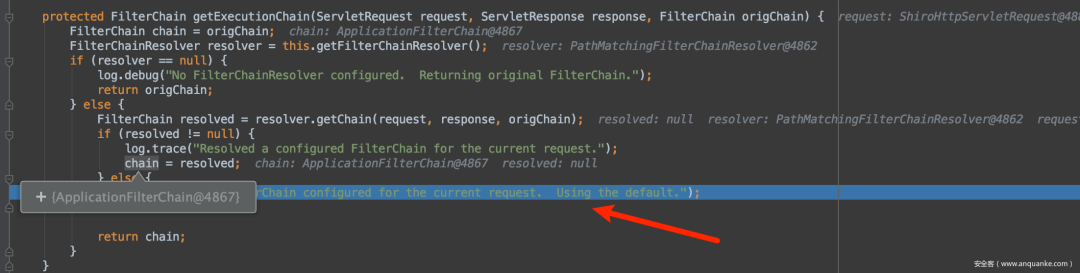 protected FilterChain getExecutionChain(ServletRequest request, ServletResponse response, FilterChain origChain) { request: ShiroHttpServletRequest@488
FilterChain chain = origChain; chain: ApplicationFilterChain@4867
FilterChainResolver resolver = this.getFilterChainResolver(); resolver: PathMatchingFilterChainResolver@4862
if (resolver == null) {
log.debug("No FilterChainResolver configured. Returning original FilterChain.");
return origChain;
} else {
FilterChain resolved = resolver.getChain(request, response, origChain); resolved: null resolver: PathMatchingFilterChainResolver@4862 request
if (resolved != null) {
log.trace("Resolved a configured FilterChain for the current request.");
chain = resolved; chain: ApplicationFilterChain@4867 resolved: null
} else {
+ {ApplicationFilterChain@4867} rChain configured for the current request. Using the default.");
return chain;
}
}
安全客(www.anquanke.com)